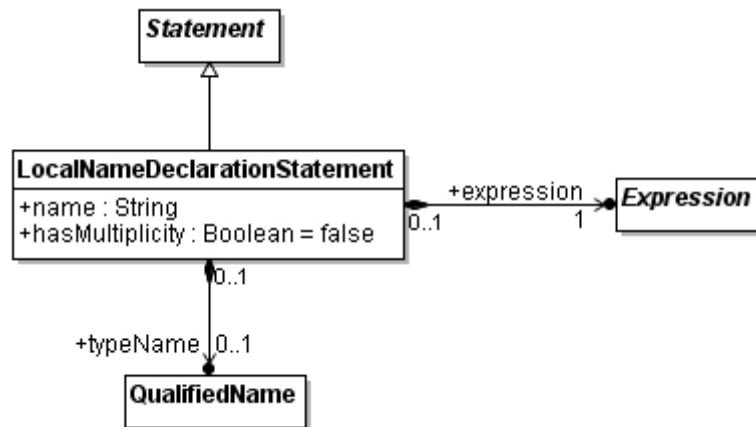 Statement
LocalNameDeclarationStatement
+name : String
+hasMultiplicity : Boolean = false
+expression
0..1
1
Expression
0..1
+typeName
0..1
QualifiedName